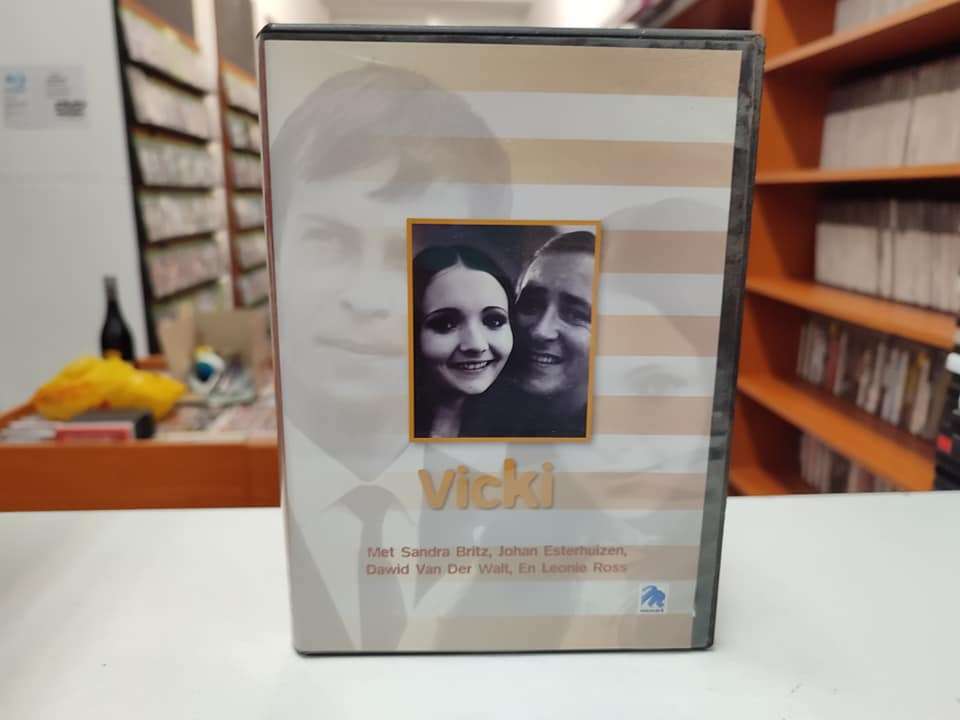 Vicki
Met Sandra Britz, Johan Esterhuizen,
Dawid Van Der Walt, En Leonie Ross